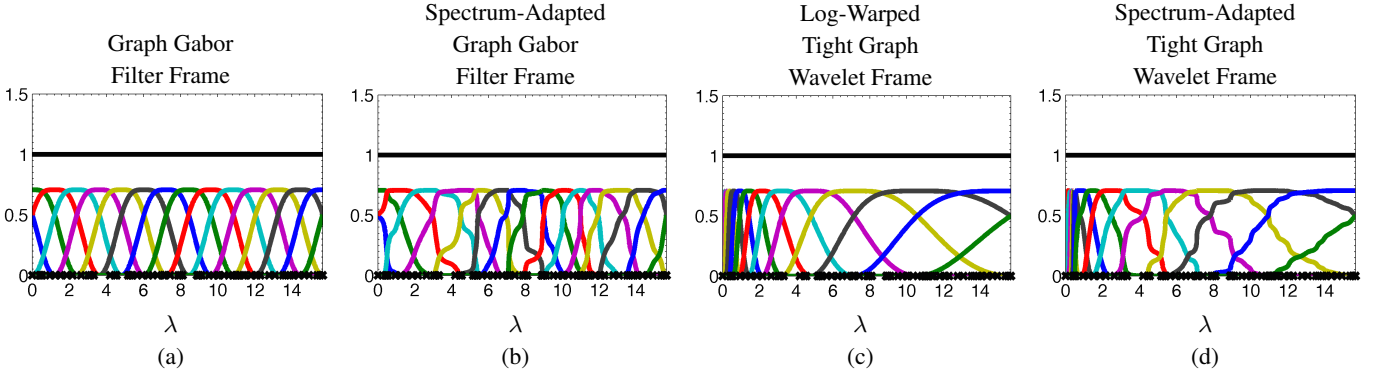 Graph Gabor
Filter Frame
1.5
1
0.5
0
0 2 4 6 8 10 12 14
λ
(a)
Spectrum-Adapted
Graph Gabor
Filter Frame
1.5
1
0.5
0
0 2 4 6 8 10 12 14
λ
(b)
Log-Warped
Tight Graph
Wavelet Frame
1.5
1
0.5
0
0 2 4 6 8 10 12 14
λ
(c)
Spectrum-Adapted
Tight Graph
Wavelet Frame
1.5
1
0.5
0
0 2 4 6 8 10 12 14
λ
(d)